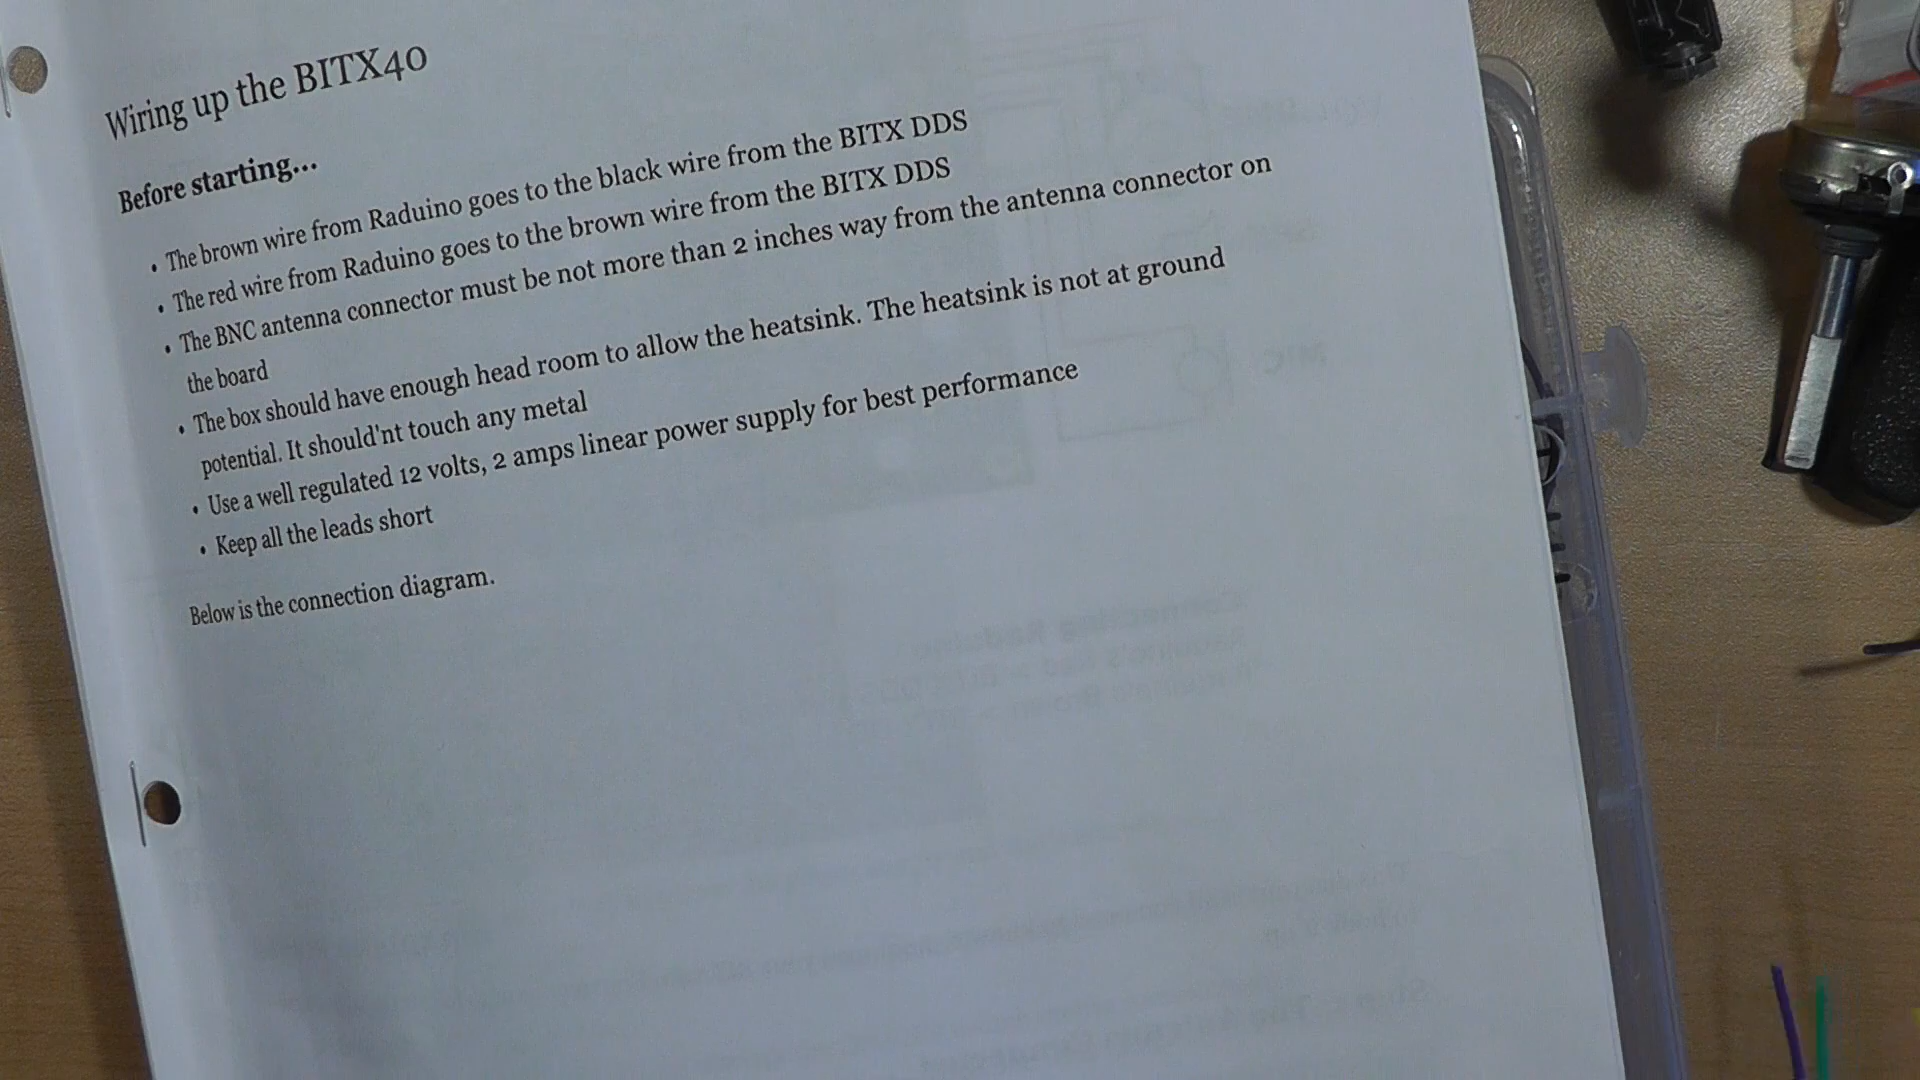 Wiring up the BITX40
Before starting...
• The brown wire from Raduino goes to the black wire from the BITX DDS
• The red wire from Raduino goes to the brown wire from the BITX DDS
• The BNC antenna connector must be not more than 2 inches way from the antenna connector on
the board
• The box should have enough head room to allow the heatsink. The heatsink is not at ground
potential. It should'nt touch any metal
• Use a well regulated 12 volts, 2 amps linear power supply for best performance
• Keep all the leads short
Below is the connection diagram.